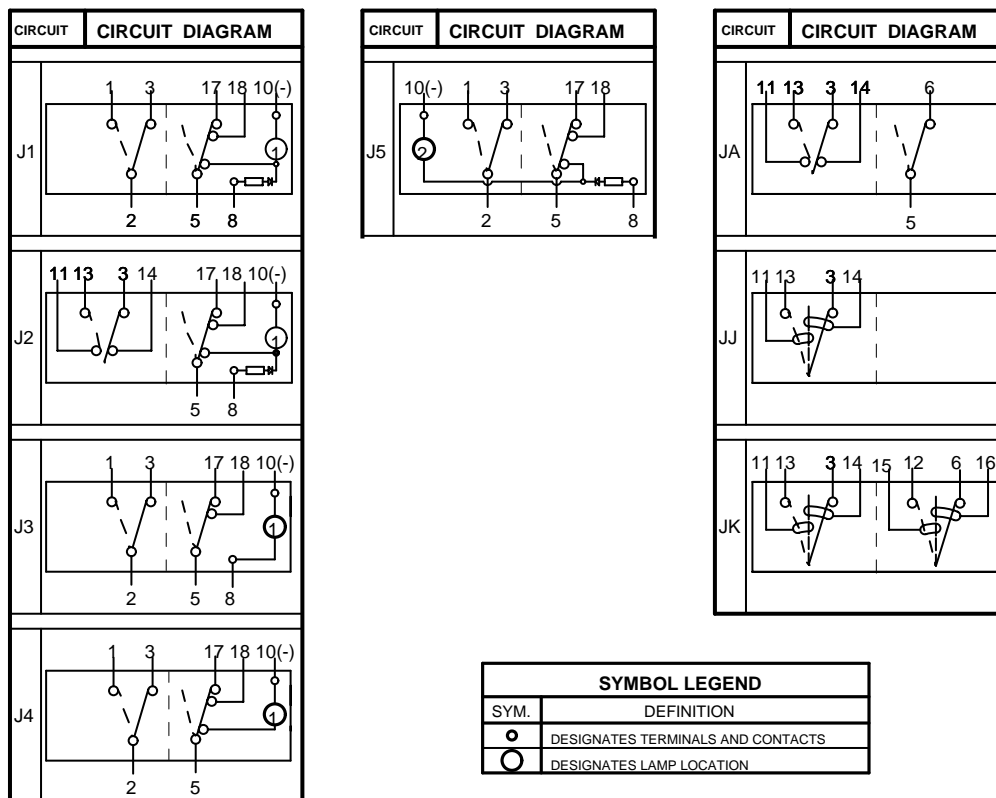 CIRCUIT CIRCUIT DIAGRAM
J1
1 3 17 18 10(-)
1
2 5 8
J2
11 13 3 14 17 18 10(-)
1
5 8
J3
1 3 17 18 10(-)
1
2 5 8
J4
1 3 17 18 10(-)
1
2 5
CIRCUIT CIRCUIT DIAGRAM
J5
10(-) 1 3 17 18
2
2 5 8
CIRCUIT CIRCUIT DIAGRAM
JA
11 13 3 14 6
5
JJ
11 13 3 14
JK
11 13 3 14 15 12 6 16
SYMBOL LEGEND
SYM. DEFINITION
DESIGNATES TERMINALS AND CONTACTS
DESIGNATES LAMP LOCATION